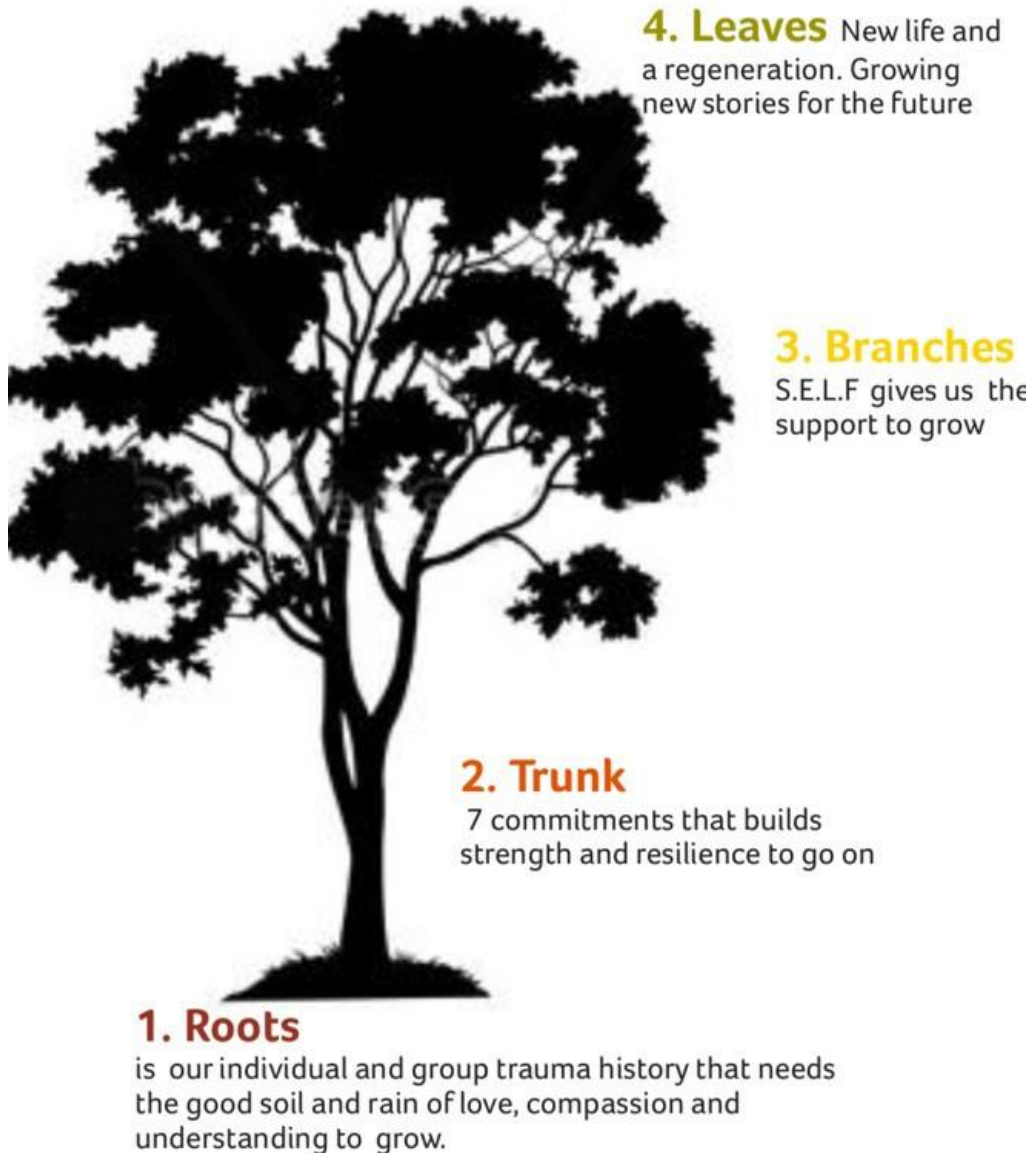 4. Leaves New life and
a regeneration. Growing
new stories for the future
3. Branches
S.E.L.F gives us the
support to grow
2. Trunk
7 commitments that builds
strength and resilience to go on
1. Roots
is our individual and group trauma history that needs
the good soil and rain of love, compassion and
understanding to grow.